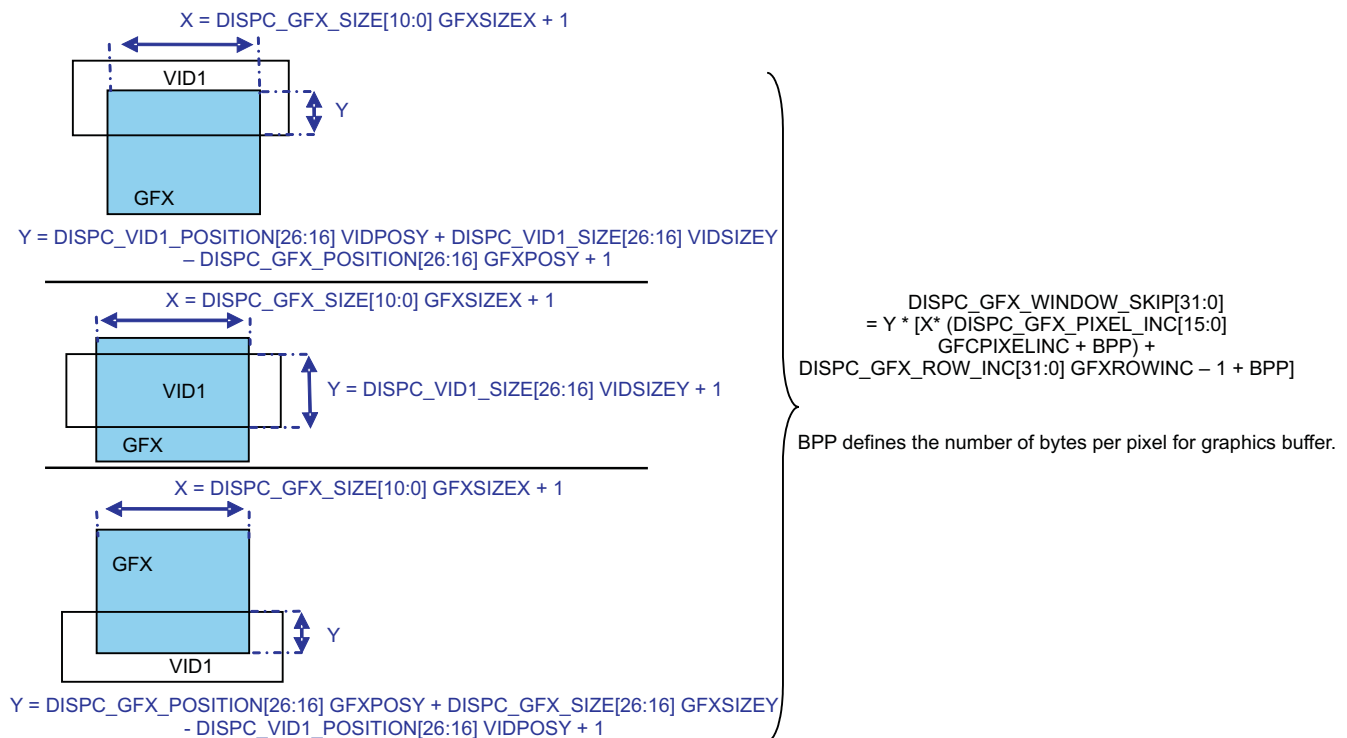 X = DISPC_GFX_SIZE[10:0] GFXSIZEX + 1
VID1
Y
GFX
Y = DISPC_VID1_POSITION[26:16] VIDPOSY + DISPC_VID1_SIZE[26:16] VIDSIZEY
– DISPC_GFX_POSITION[26:16] GFXPOSY + 1
X = DISPC_GFX_SIZE[10:0] GFXSIZEX + 1
VID1
Y = DISPC_VID1_SIZE[26:16] VIDSIZEY + 1
GFX
X = DISPC_GFX_SIZE[10:0] GFXSIZEX + 1
GFX
Y
VID1
Y = DISPC_GFX_POSITION[26:16] GFXPOSY + DISPC_GFX_SIZE[26:16] GFXSIZEY
- DISPC_VID1_POSITION[26:16] VIDPOSY + 1
DISPC_GFX_WINDOW_SKIP[31:0]
= Y * [X* (DISPC_GFX_PIXEL_INC[15:0]
GFCPIXELINC + BPP) +
DISPC_GFX_ROW_INC[31:0] GFXROWINC – 1 + BPP]
BPP defines the number of bytes per pixel for graphics buffer.